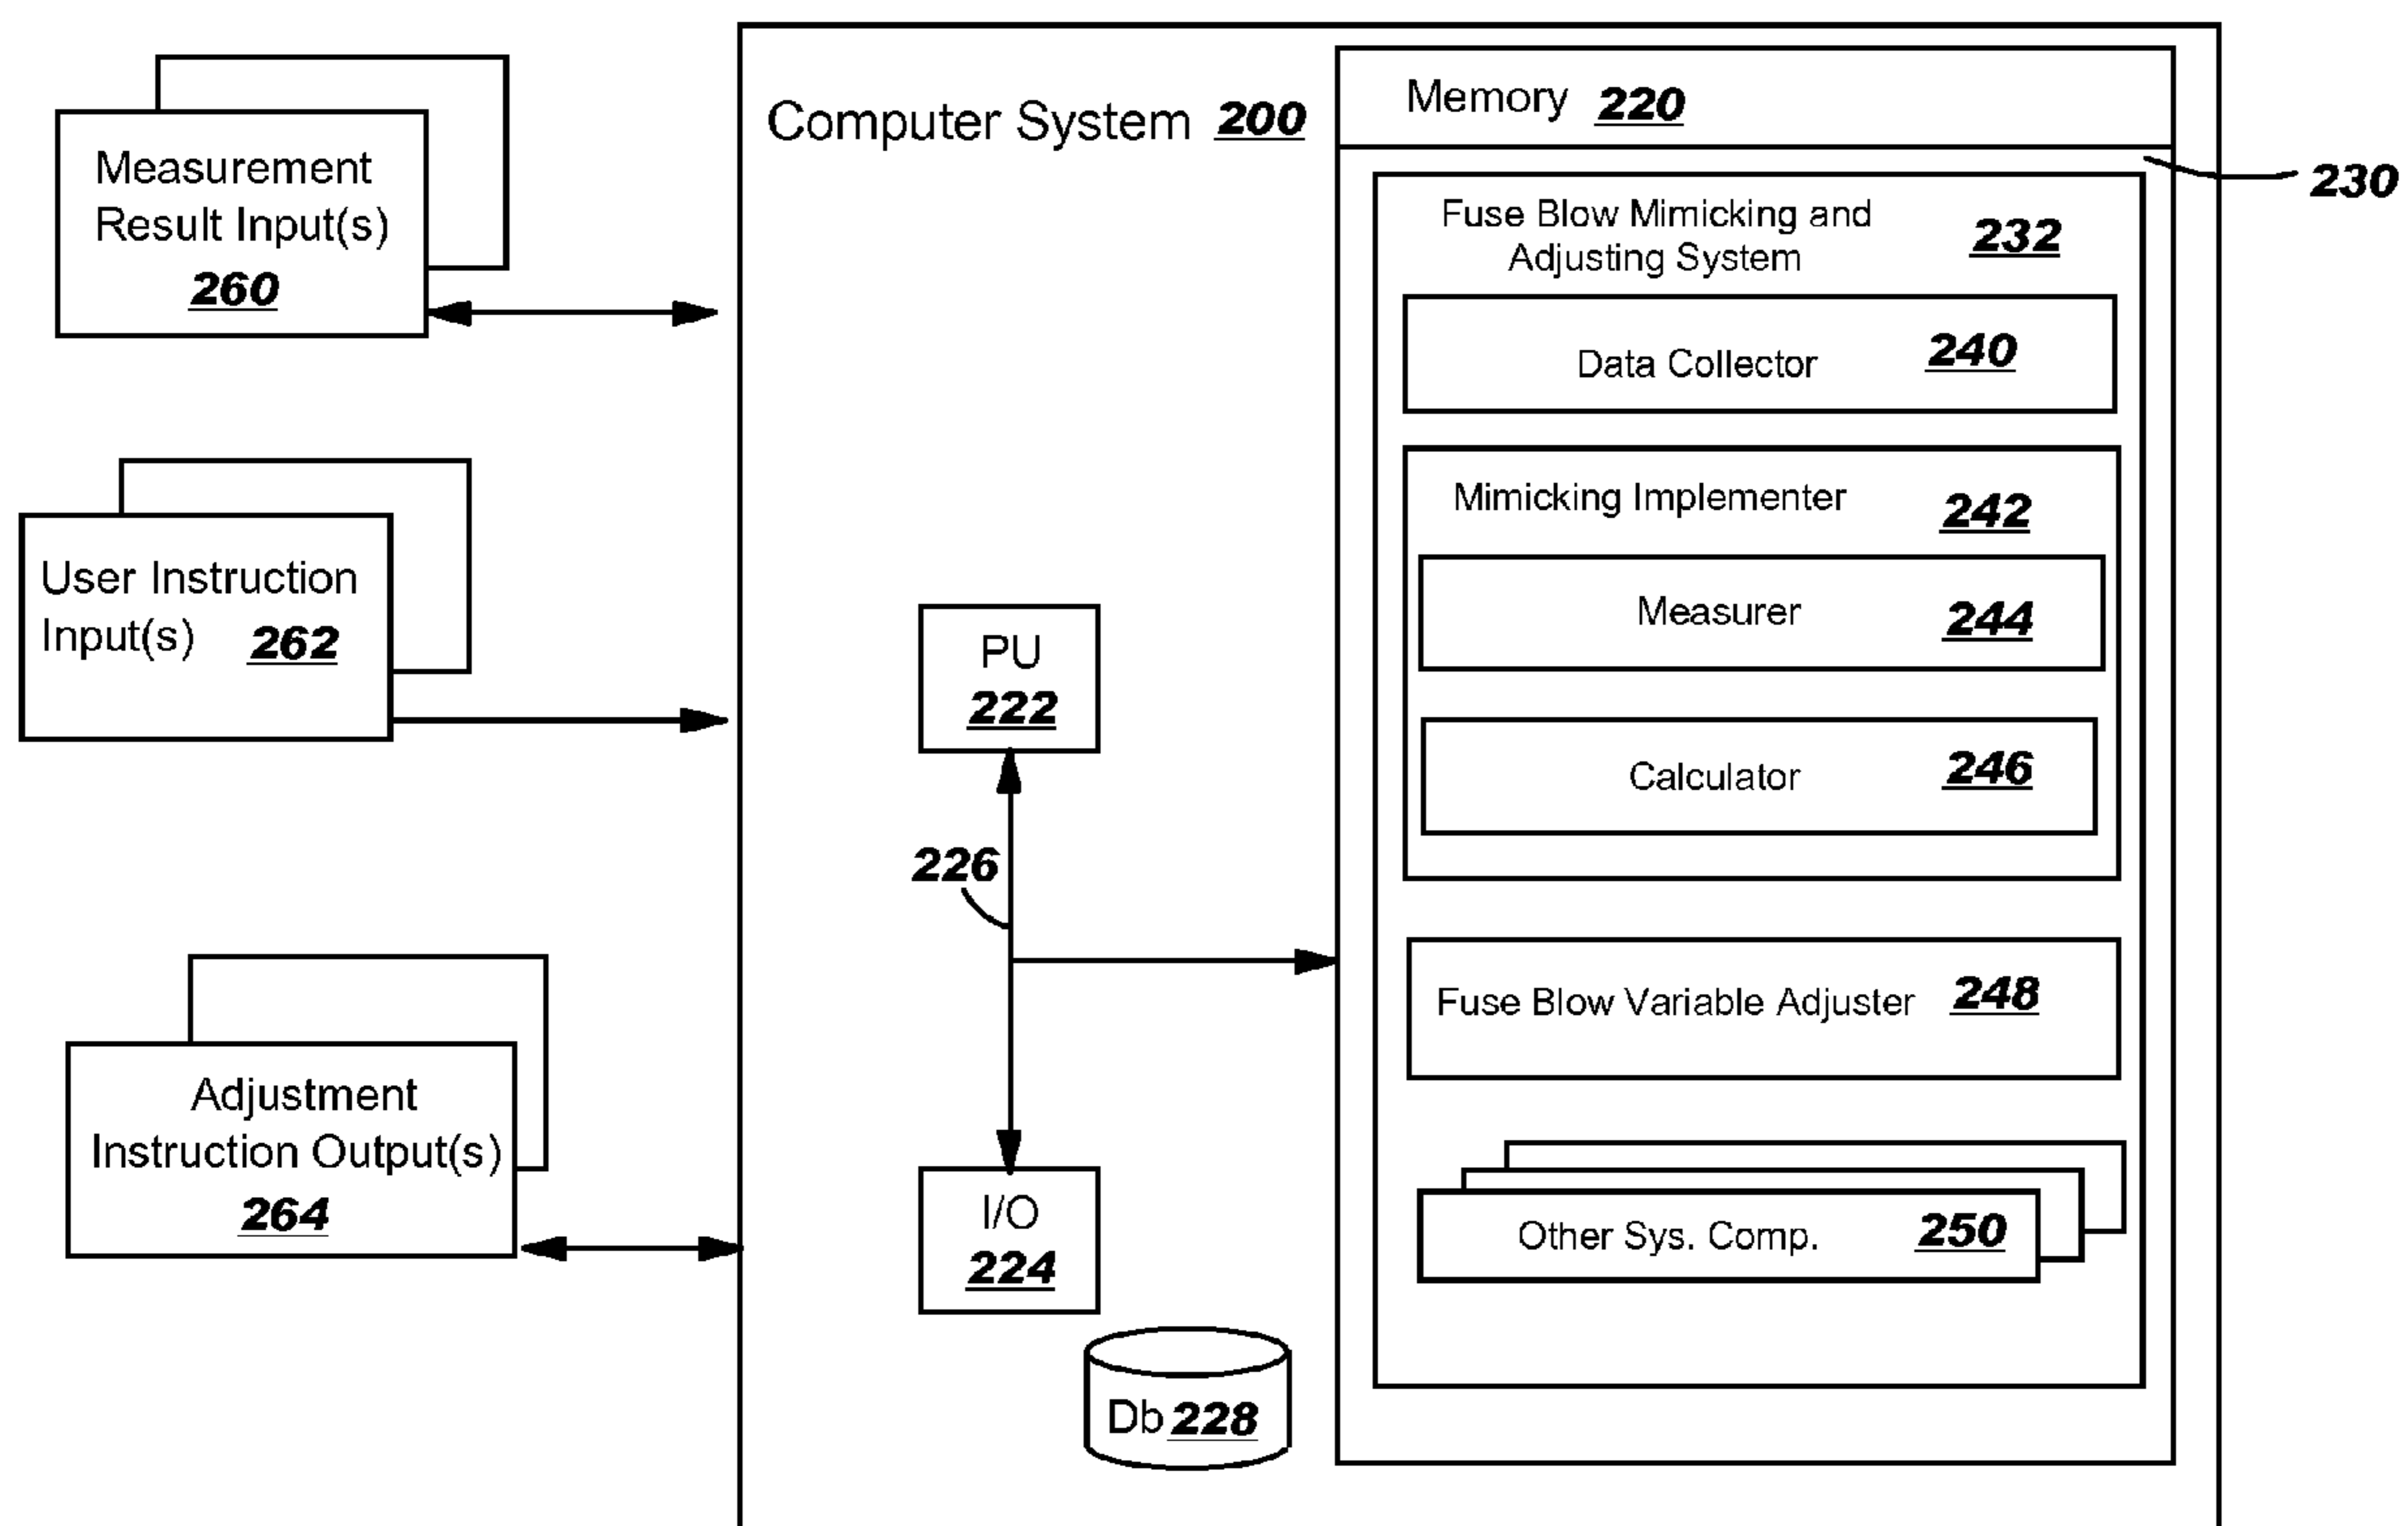 Measurement
Result Input(s)
260
User Instruction
Input(s) 262
Adjustment
Instruction Output(s)
264
Computer System 200
PU
222
226
I/O
224
Db 228
Memory 220
230
Fuse Blow Mimicking and
Adjusting System 232
Data Collector 240
Mimicking Implementer 242
Measurer 244
Calculator 246
Fuse Blow Variable Adjuster 248
Other Sys. Comp. 250